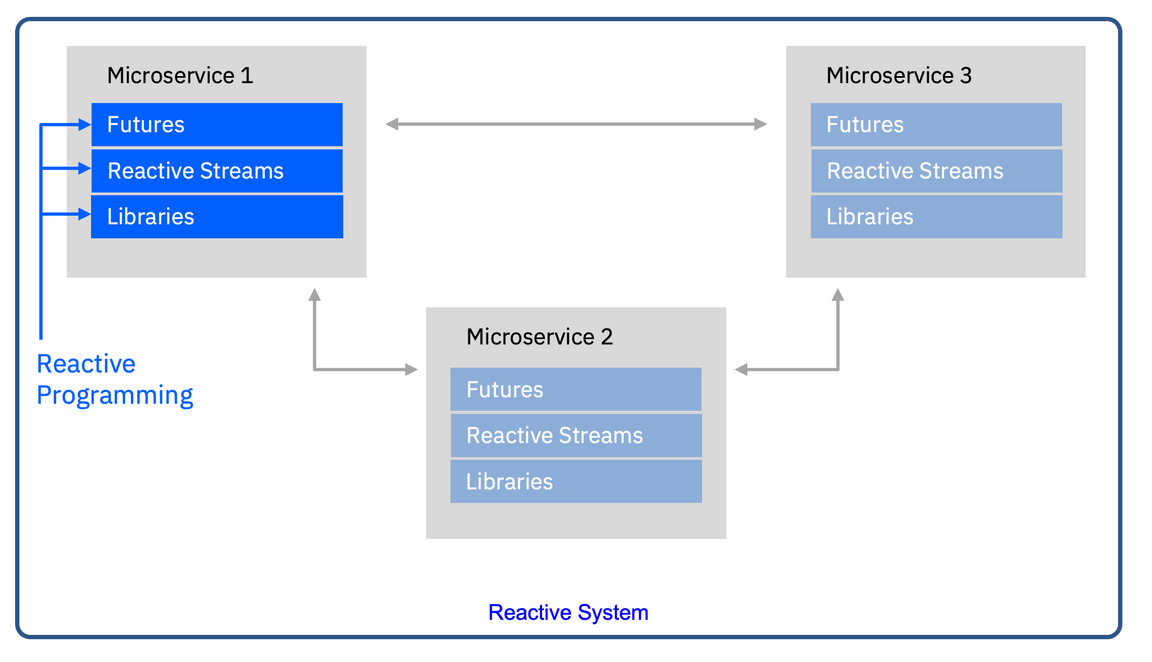 Microservice 1
Futures
Reactive Streams
Libraries
Microservice 3
Futures
Reactive Streams
Libraries
Reactive
Programming
Microservice 2
Futures
Reactive Streams
Libraries
Reactive System